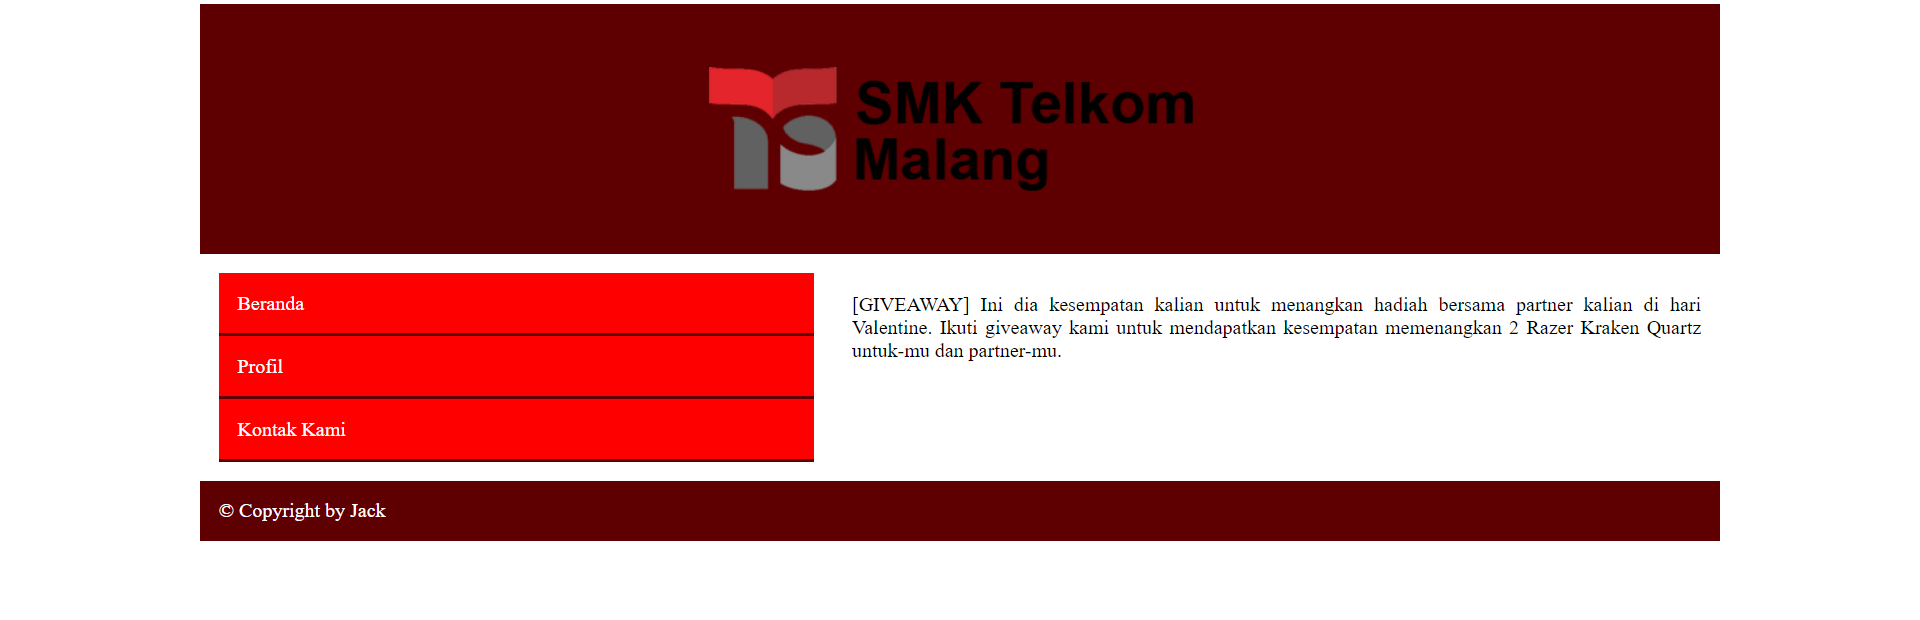 SMK Telkom
Malang
Beranda
Profil
Kontak Kami
[GIVEAWAY] Ini dia kesempatan kalian untuk menangkan hadiah bersama partner kalian di hari
Valentine. Ikuti giveaway kami untuk mendapatkan kesempatan memenangkan 2 Razer Kraken Quartz
untuk-mu dan partner-mu.
© Copyright by Jack